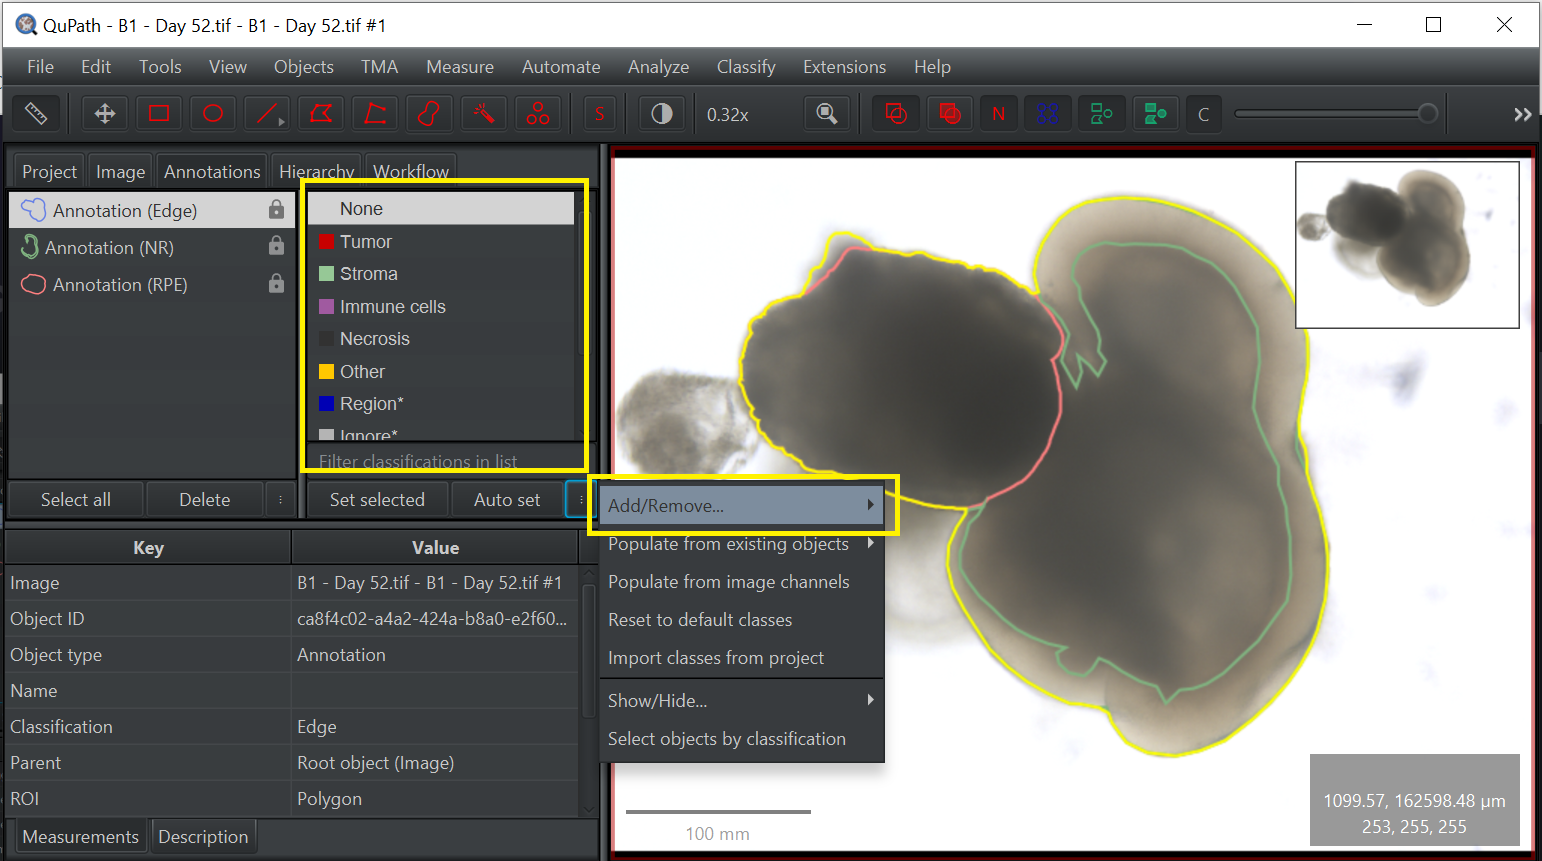 QuPath - B1 - Day 52.tif - B1 - Day 52.tif #1
File Edit Tools View Objects TMA Measure Automate Analyze Classify Extensions Help
S 0.32x N C
Project Image Annotations Hierarchy Workflow
Annotation (Edge)
Annotation (NR)
Annotation (RPE)
None
Tumor
Stroma
Immune cells
Necrosis
Other
Region*
Ignore*
Filter classifications in list
Select all Delete Set selected Auto set
Add/Remove...
Populate from existing objects
Populate from image channels
Reset to default classes
Import classes from project
Show/Hide...
Select objects by classification
Key Value
Image B1 - Day 52.tif - B1 - Day 52.tif #1
Object ID ca8f4c02-a4a2-424a-b8a0-e2f60...
Object type Annotation
Name
Classification Edge
Parent Root object (Image)
ROI Polygon
Measurements Description
100 mm
1099.57, 162598.48 µm
253, 255, 255